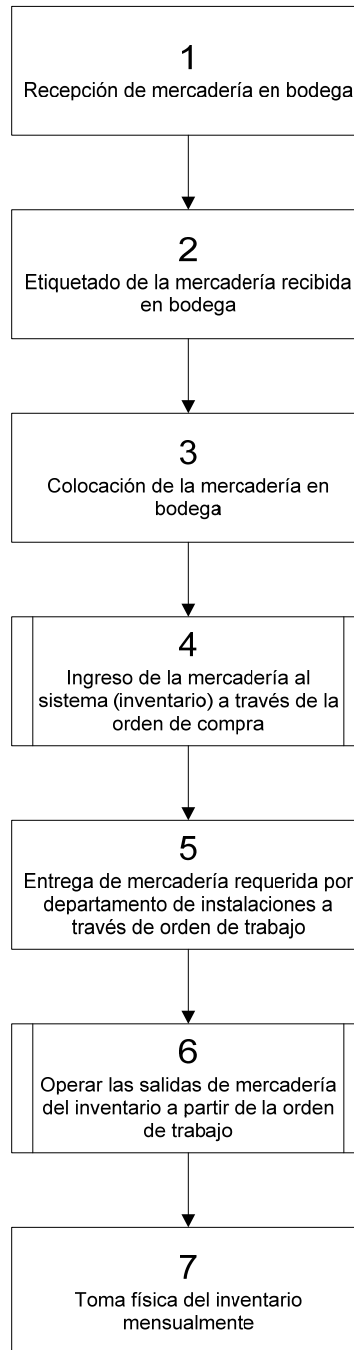 1
Recepción de mercadería en bodega
2
Etiquetado de la mercadería recibida
en bodega
3
Colocación de la mercadería en
bodega
4
Ingreso de la mercadería al
sistema (inventario) a través de la
orden de compra
5
Entrega de mercadería requerida por
departamento de instalaciones a
través de orden de trabajo
6
Operar las salidas de mercadería
del inventario a partir de la orden
de trabajo
7
Toma física del inventario
mensualmente